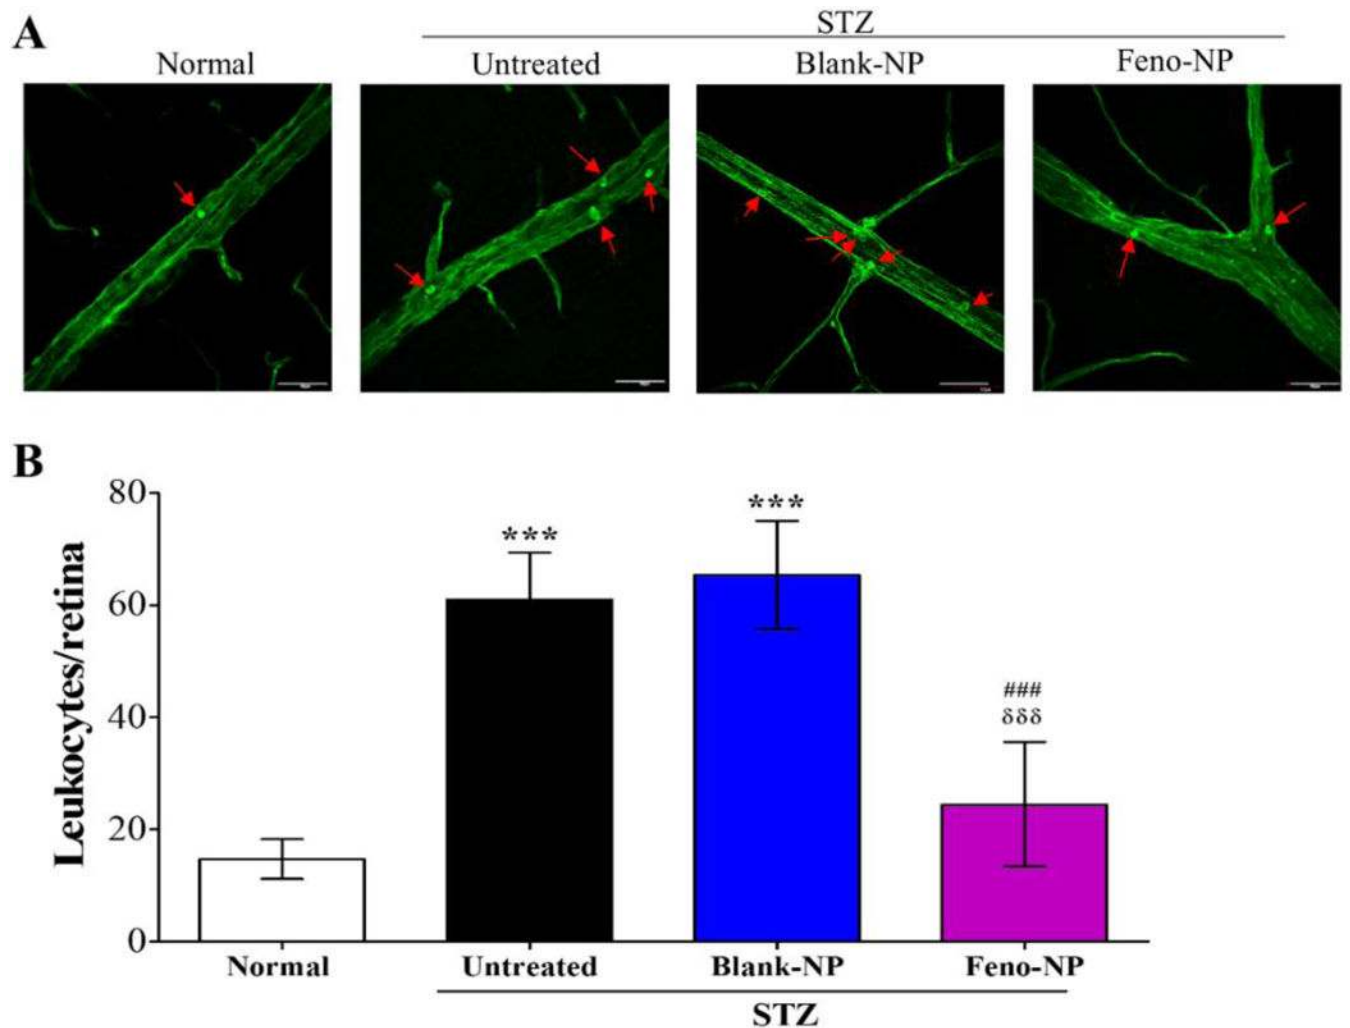 A
STZ
Normal
Untreated
Blank-NP
Feno-NP
B
Leukocytes/retina
80
60
40
20
0
***
***
###
δδδ
Normal
Untreated
Blank-NP
Feno-NP
STZ